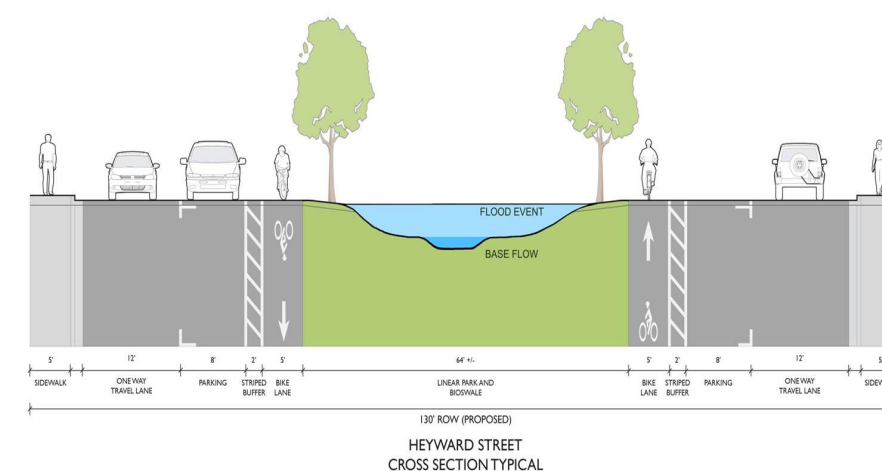 FLOOD EVENT
BASE FLOW
5' 12' 8' 2' 5' 64' +/- 5' 2' 8' 12' 5
SIDEWALK ONE WAY TRAVEL LANE PARKING STRIPED BUFFER BIKE LANE LINEAR PARK AND BIOSWALE BIKE LANE STRIPED BUFFER PARKING ONE WAY TRAVEL LANE SIDEW
130' ROW (PROPOSED)
HEYWARD STREET
CROSS SECTION TYPICAL